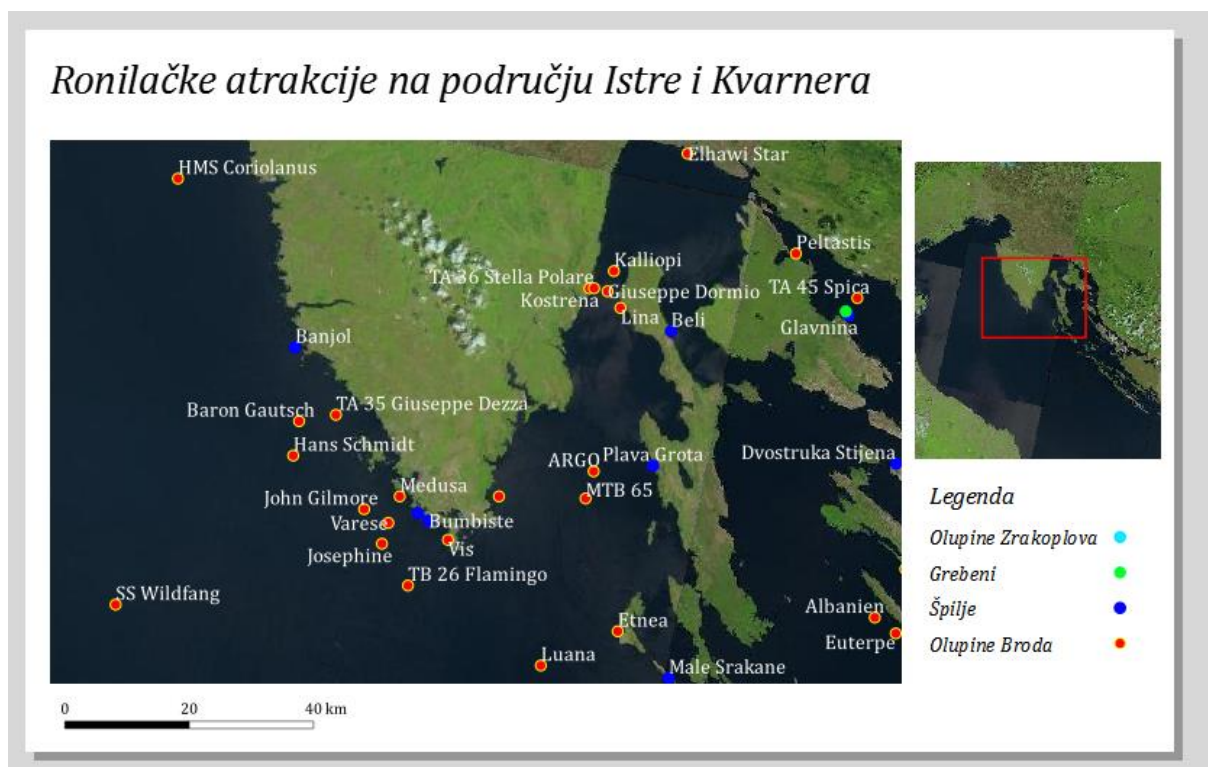 Ronilačke atrakcije na području Istre i Kvarnera
HMS Coriolanus
Elhawi Star
Peltastis
Kalliopi
TA 36 Stella Polare
TA 45 Spica
Kostrena
Giuseppe Dormio
Lina
Beli
Glavnina
Banjol
Baron Gautsch
TA 35 Giuseppe Dezza
Hans Schmidt
ARGO
Plava Grota
Dvostruka Stijena
Medusa
MTB 65
John Gilmore
Varese
Bumbiste
Josephine
Vis
TB 26 Flamingo
SS Wildfang
Albanien
Etnea
Euterpe
Luana
Male Srakane
0 20 40 km
Legenda
Olupine Zrakoplova
Grebeni
Špilje
Olupine Broda